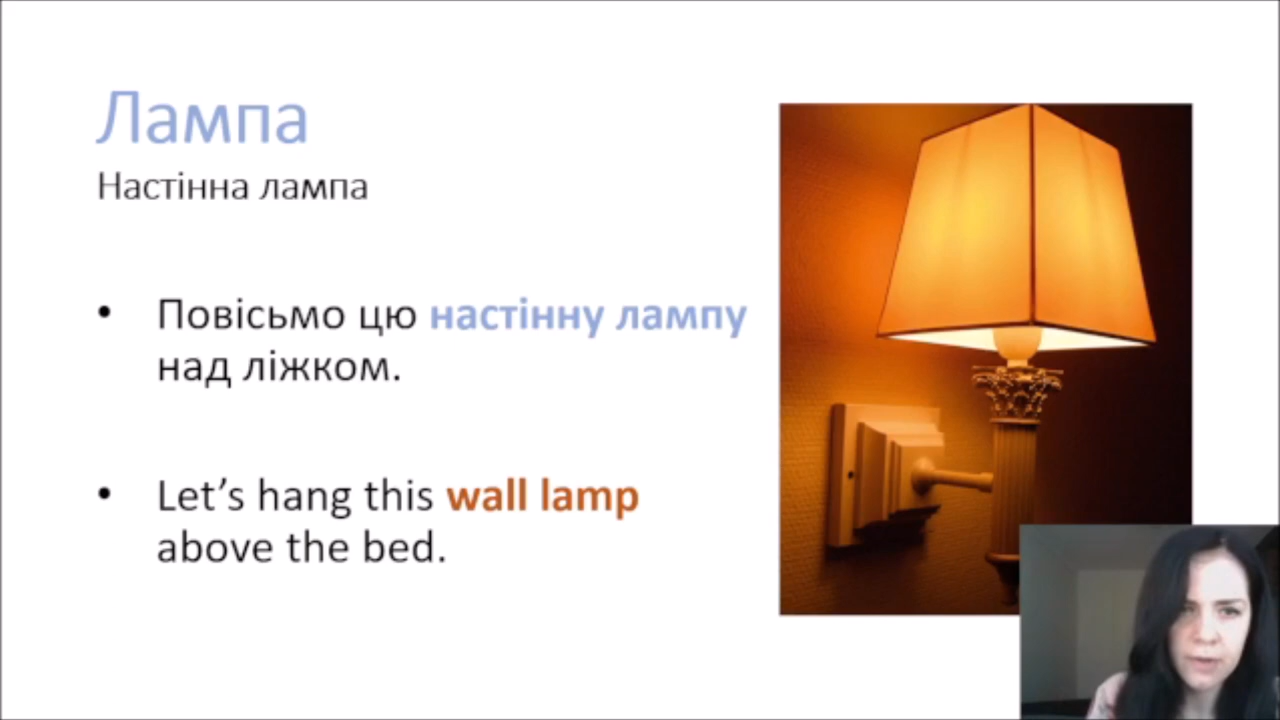 Лампа
Настінна лампа
• Повісьмо цю настінну лампу
над ліжком.
• Let’s hang this wall lamp
above the bed.